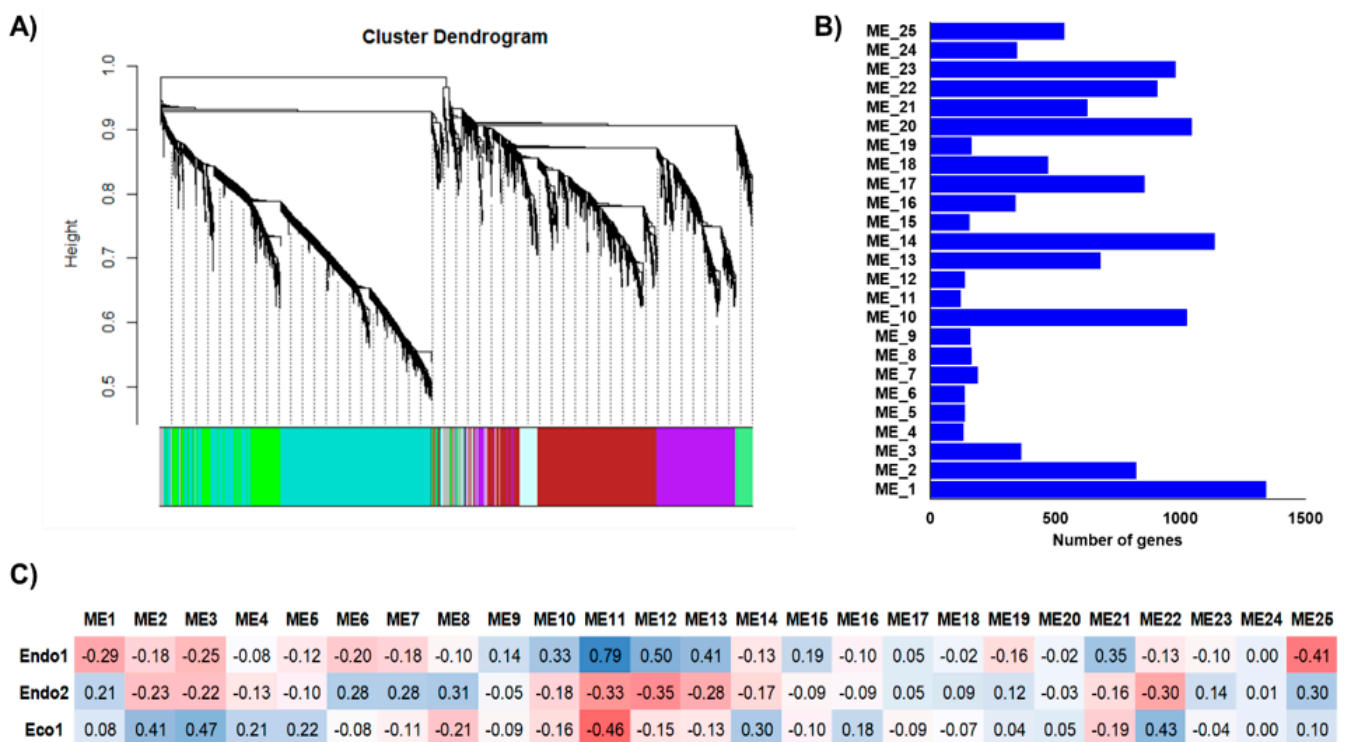 A)
Cluster Dendrogram
Height
1.0
0.9
0.8
0.7
0.6
0.5
B)
ME_25
ME_24
ME_23
ME_22
ME_21
ME_20
ME_19
ME_18
ME_17
ME_16
ME_15
ME_14
ME_13
ME_12
ME_11
ME_10
ME_9
ME_8
ME_7
ME_6
ME_5
ME_4
ME_3
ME_2
ME_1
0 500 1000 1500
Number of genes
C)
ME1 ME2 ME3 ME4 ME5 ME6 ME7 ME8 ME9 ME10 ME11 ME12 ME13 ME14 ME15 ME16 ME17 ME18 ME19 ME20 ME21 ME22 ME23 ME24 ME25
Endo1 -0.29 -0.18 -0.25 -0.08 -0.12 -0.20 -0.18 -0.10 0.14 0.33 0.79 0.50 0.41 -0.13 0.19 -0.10 0.05 -0.02 -0.16 -0.02 0.35 -0.13 -0.10 0.00 -0.41
Endo2 0.21 -0.23 -0.22 -0.13 -0.10 0.28 0.28 0.31 -0.05 -0.18 -0.33 -0.35 -0.28 -0.17 -0.09 -0.09 0.05 0.09 0.12 -0.03 -0.16 -0.30 0.14 0.01 0.30
Eco1 0.08 0.41 0.47 0.21 0.22 -0.08 -0.11 -0.21 -0.09 -0.16 -0.46 -0.15 -0.13 0.30 -0.10 0.18 -0.09 -0.07 0.04 0.05 -0.19 0.43 -0.04 0.00 0.10